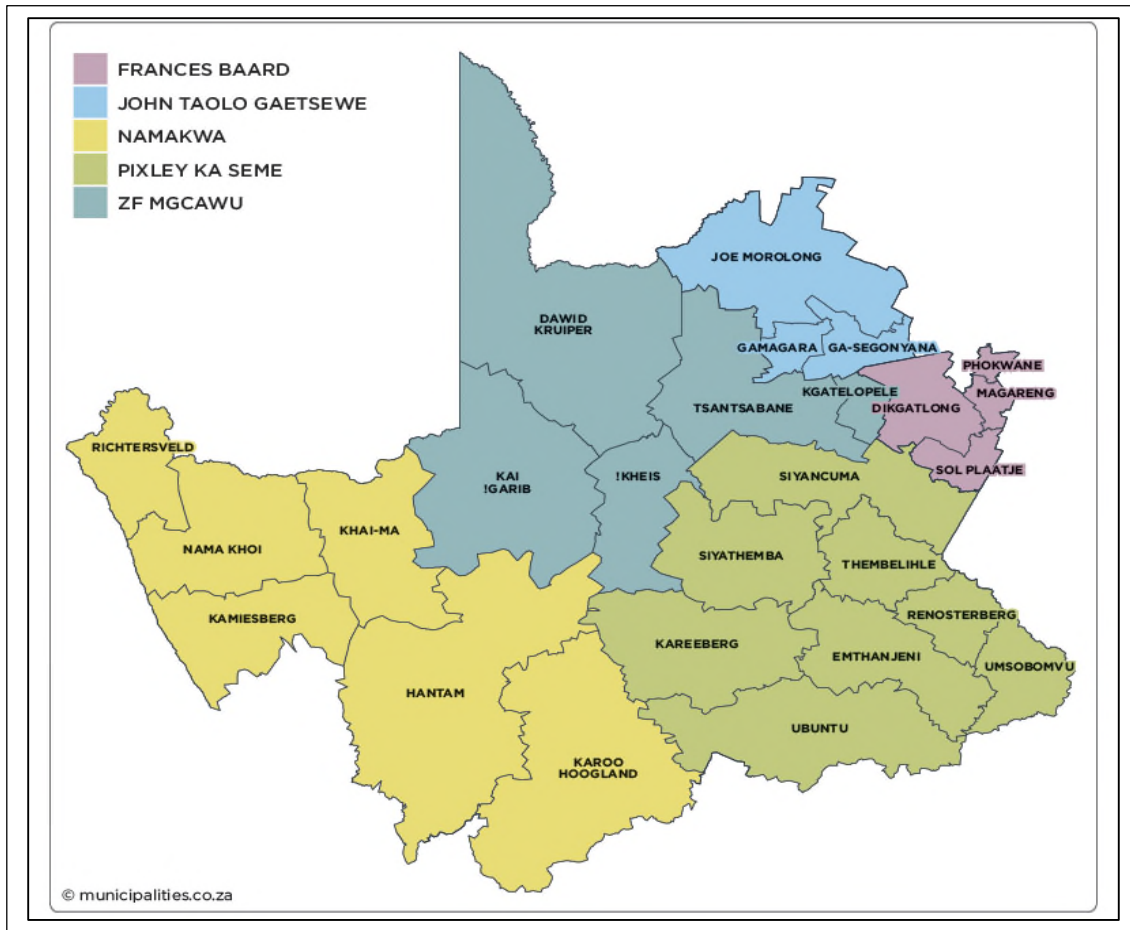 FRANCES BAARD
JOHN TAOLO GAETSEWE
NAMAKWA
PIXLEY KA SEME
ZF MGCAWU
JOE MOROLONG
DAWID
KRUIPER
GAMAGARA
GA-SEGONYANA
PHOKWANE
KGATELOPELE
MAGARENG
TSANTSABANE
DIKGATLONG
RICHTERSVELD
SOL PLAATJE
KAI
!GARIB
!KHEIS
SIYANCUMA
KHAI-MA
NAMA KHOI
SIYATHEMBA
THEMBELIHLE
KAMIESBERG
RENOSTERBERG
KAREEBERG
EMTHANJENI
UMSOBOMVU
HANTAM
UBUNTU
KAROO
HOOGLAND
© municipalities.co.za